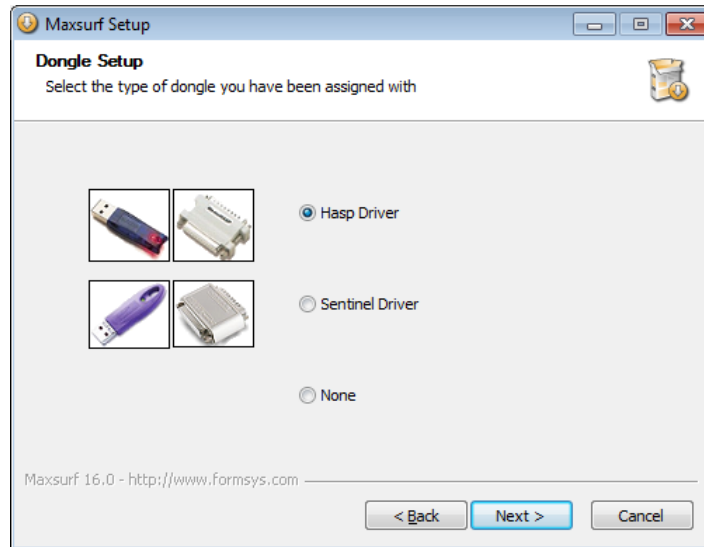 Maxsurf Setup
Dongle Setup
Select the type of dongle you have been assigned with
Hasp Driver
Sentinel Driver
None
Maxsurf 16.0 - http://www.formsys.com
< Back
Next >
Cancel